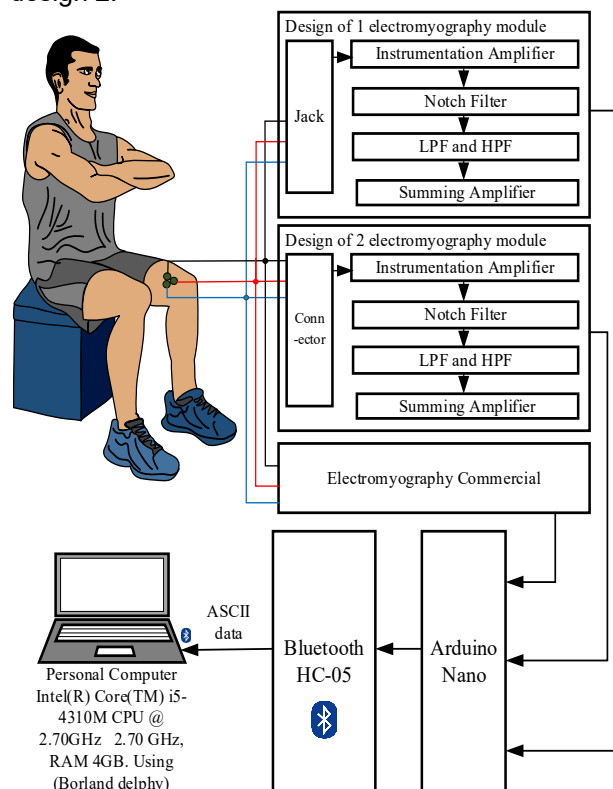 design 2.
Design of 1 electromyography module
Instrumentation Amplifier
Jack
Notch Filter
LPF and HPF
Summing Amplifier
Design of 2 electromyography module
Instrumentation Amplifier
Conn
-ector
Notch Filter
LPF and HPF
Summing Amplifier
Electromyography Commercial
ASCII
data
Bluetooth
HC-05
Arduino
Nano
Personal Computer
Intel(R) Core(TM) i5-
4310M CPU @
2.70GHz 2.70 GHz,
RAM 4GB. Using
(Borland delphy)